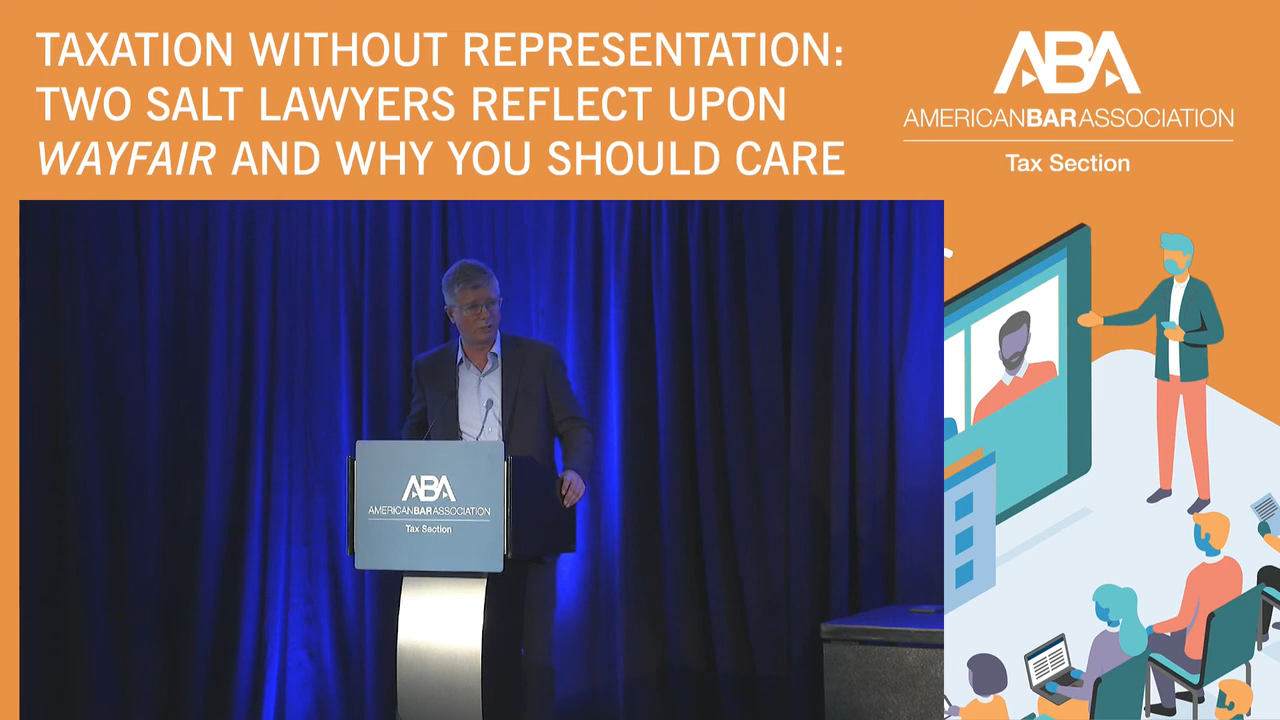 TAXATION WITHOUT REPRESENTATION:
TWO SALT LAWYERS REFLECT UPON
WAYFAIR AND WHY YOU SHOULD CARE
ABA
AMERICANBARASSOCIATION
Tax Section
ABA
AMERICANBARASSOCIATION
Tax Section